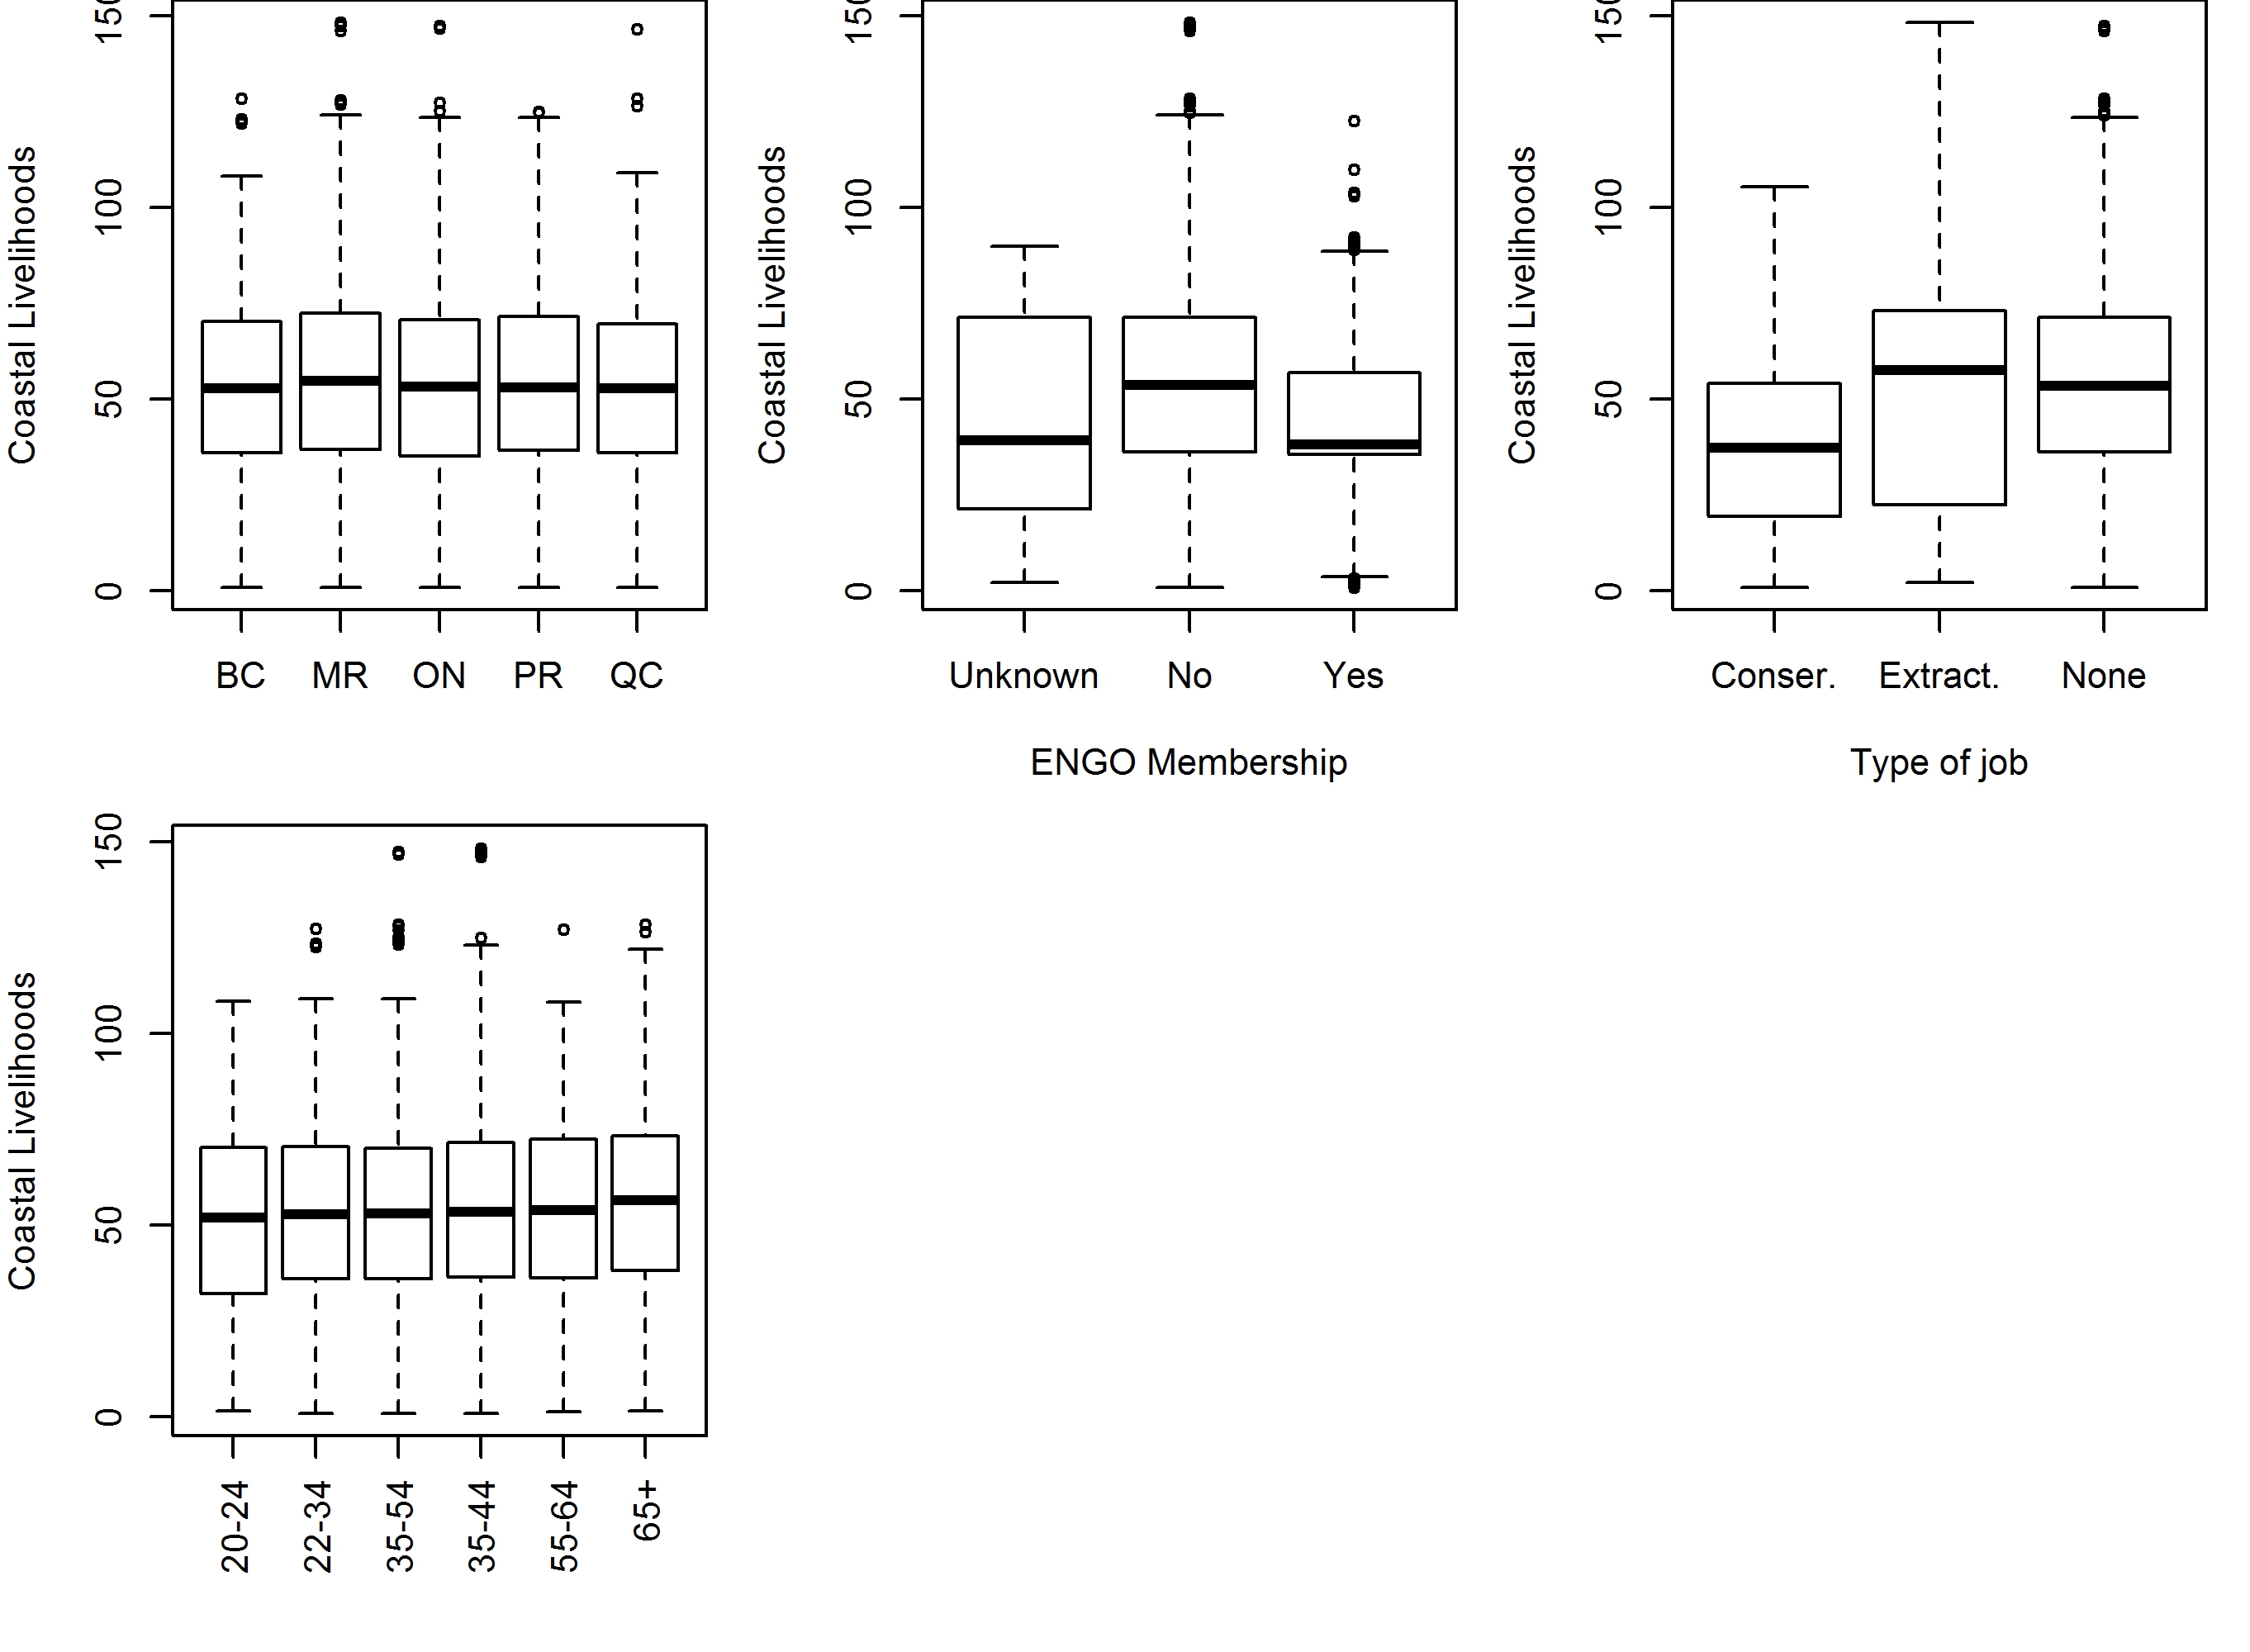 Coastal Livelihoods
0
50
100
150
BC MR ON PR QC
Coastal Livelihoods
0
50
100
150
Unknown No Yes
ENGO Membership
Coastal Livelihoods
0
50
100
150
Conser. Extract. None
Type of job
Coastal Livelihoods
0
50
100
150
20-24 22-34 35-54 35-44 55-64 65+